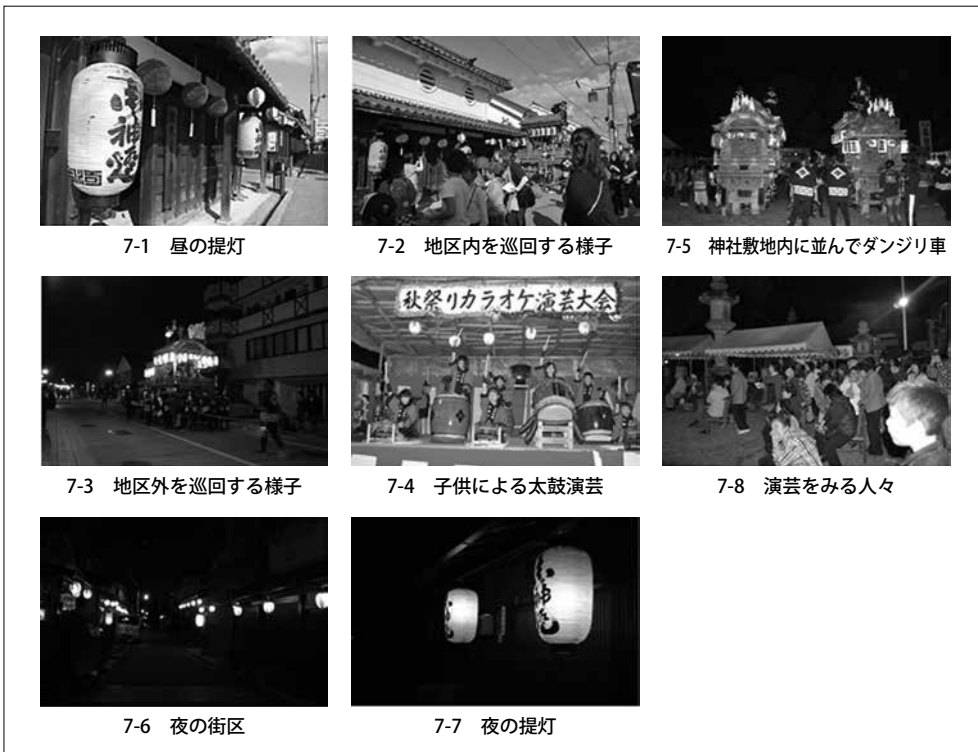 7-1 昼の提灯
7-2 地区内を巡回する様子
7-5 神社敷地内に並んでダンジリ車
秋祭りカラオケ演芸大会
7-3 地区外を巡回する様子
7-4 子供による太鼓演芸
7-8 演芸をみる人々
7-6 夜の街区
7-7 夜の提灯